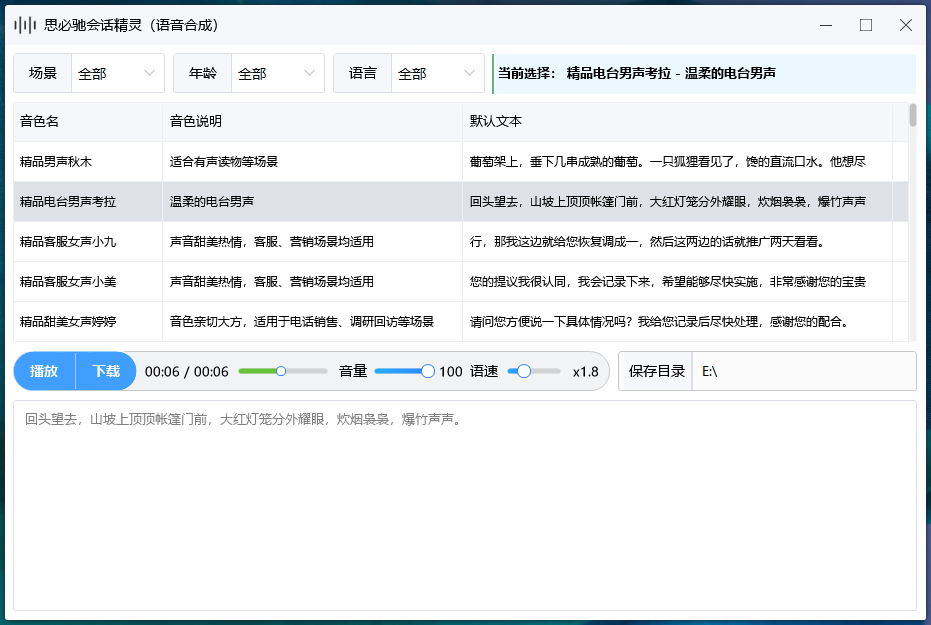 思必驰会话精灵（语音合成）
场景 全部 年龄 全部 语言 全部 当前选择： 精品电台男声考拉 - 温柔的电台男声
音色名 音色说明 默认文本
精品男声秋木 适合有声读物等场景 葡萄架上，垂下几串成熟的葡萄。一只狐狸看见了，馋的直流口水。他想尽
精品电台男声考拉 温柔的电台男声 回头望去，山坡上顶顶帐篷门前，大红灯笼分外耀眼，炊烟袅袅，爆竹声声
精品客服女声小九 声音甜美热情，客服、营销场景均适用 行，那我这边就给您恢复调成一，然后这两边的话就推广两天看看。
精品客服女声小美 声音甜美热情，客服、营销场景均适用 您的提议我很认同，我会记录下来，希望能够尽快实施，非常感谢您的宝贵
精品甜美女声婷婷 音色亲切大方，适用于电话销售、调研回访等场景 请问您方便说一下具体情况吗？我给您记录后尽快处理，感谢您的配合。
播放 下载 00:06 / 00:06 音量 100 语速 x1.8 保存目录 E:\
回头望去，山坡上顶顶帐篷门前，大红灯笼分外耀眼，炊烟袅袅，爆竹声声。